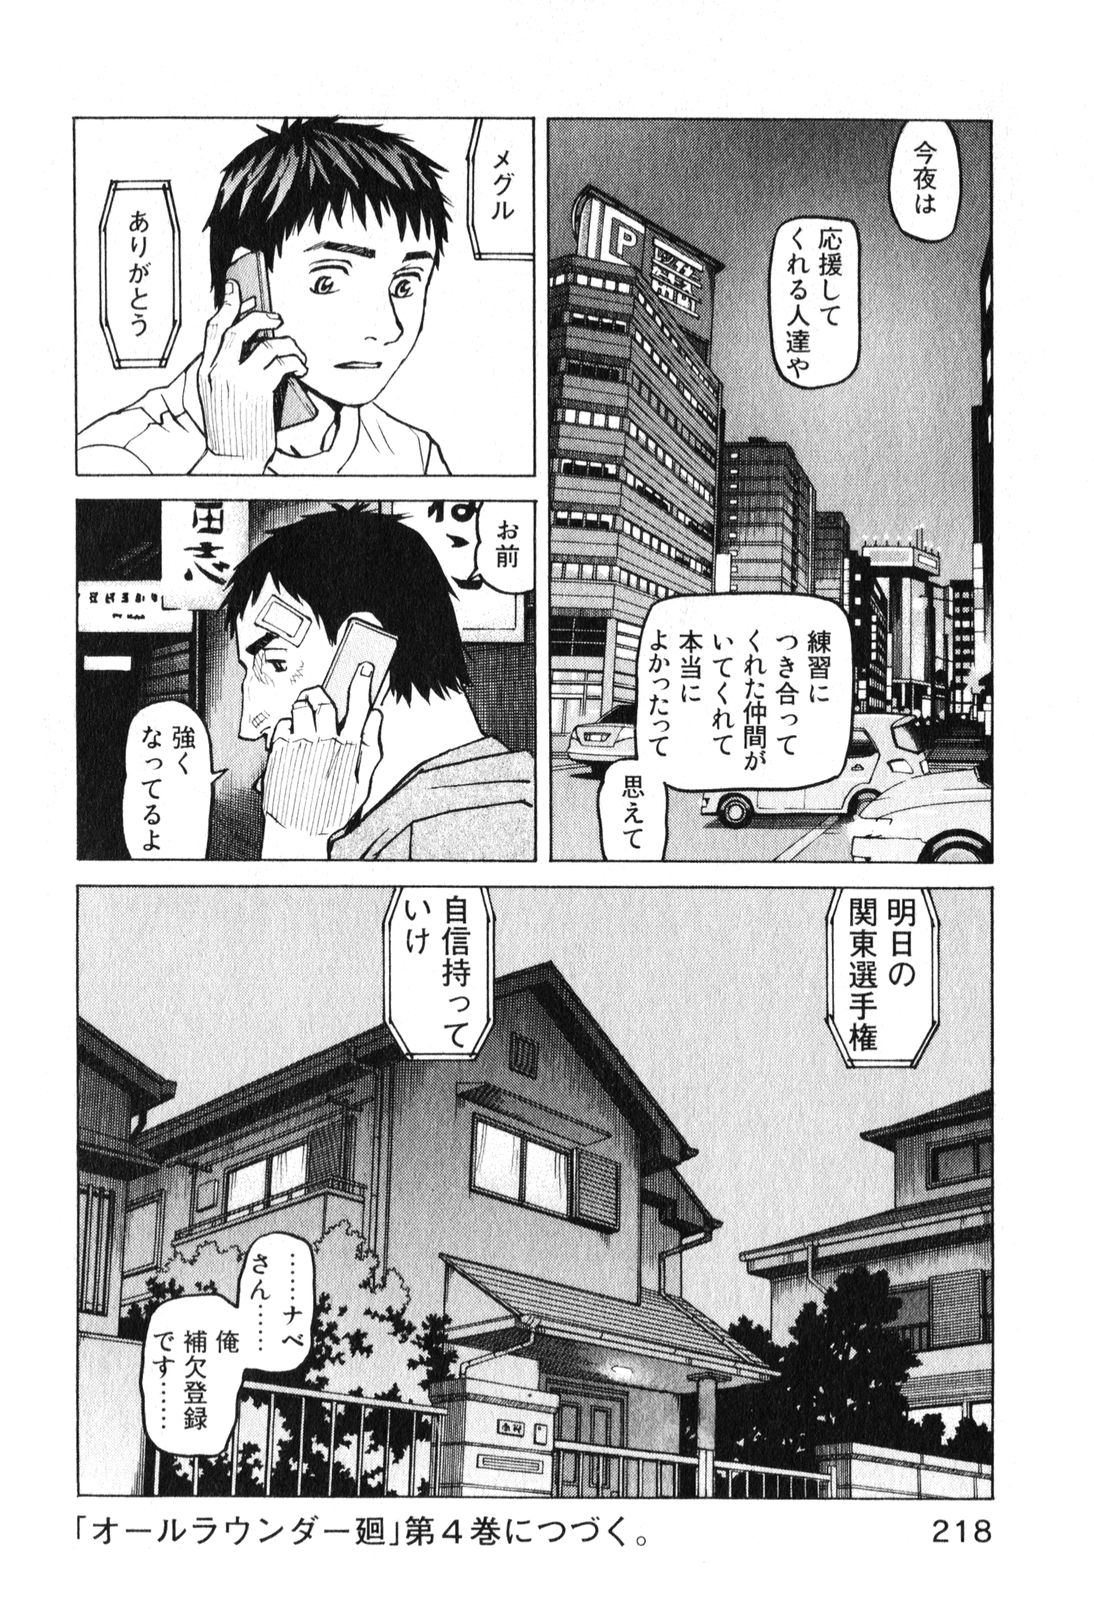 今夜は
応援して
くれる人達や
練習に
つき合って
くれた仲間が
いてくれて
本当に
よかったって
思えて
P
メグル
ありがとう
お前
強く
なってるよ
明日の
関東選手権
自信持って
いけ
……ナベ
さん……
俺
補欠登録
です……
「オールラウンダー廻」第4巻につづく。
218